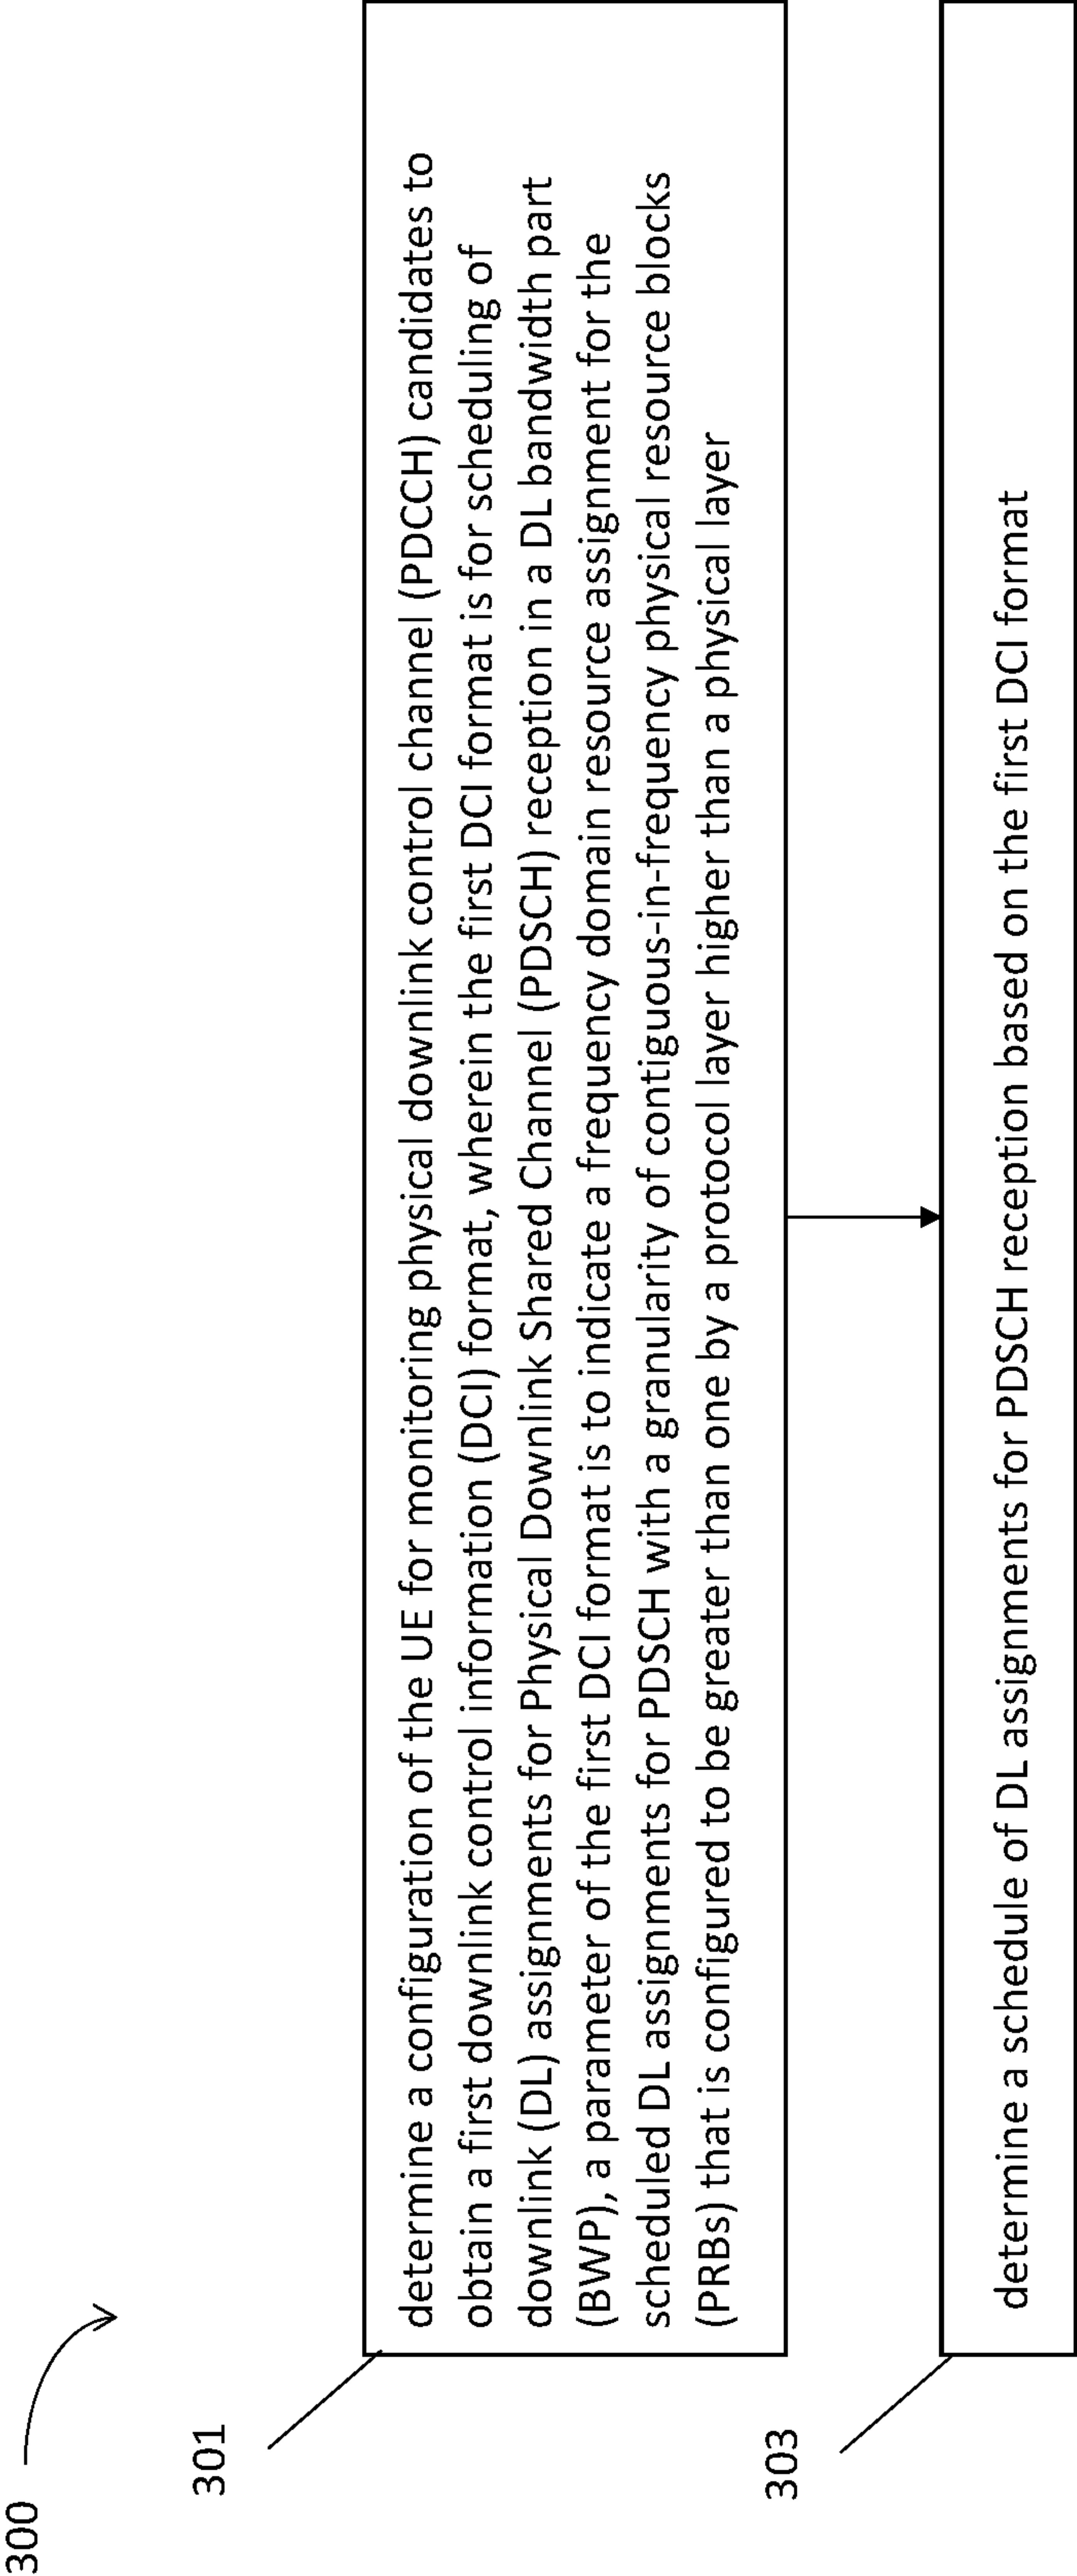 300
301
determine a configuration of the UE for monitoring physical downlink control channel (PDCCH) candidates to
obtain a first downlink control information (DCI) format, wherein the first DCI format is for scheduling of
downlink (DL) assignments for Physical Downlink Shared Channel (PDSCH) reception in a DL bandwidth part
(BWP), a parameter of the first DCI format is to indicate a frequency domain resource assignment for the
scheduled DL assignments for PDSCH with a granularity of contiguous-in-frequency physical resource blocks
(PRBs) that is configured to be greater than one by a protocol layer higher than a physical layer
303
determine a schedule of DL assignments for PDSCH reception based on the first DCI format